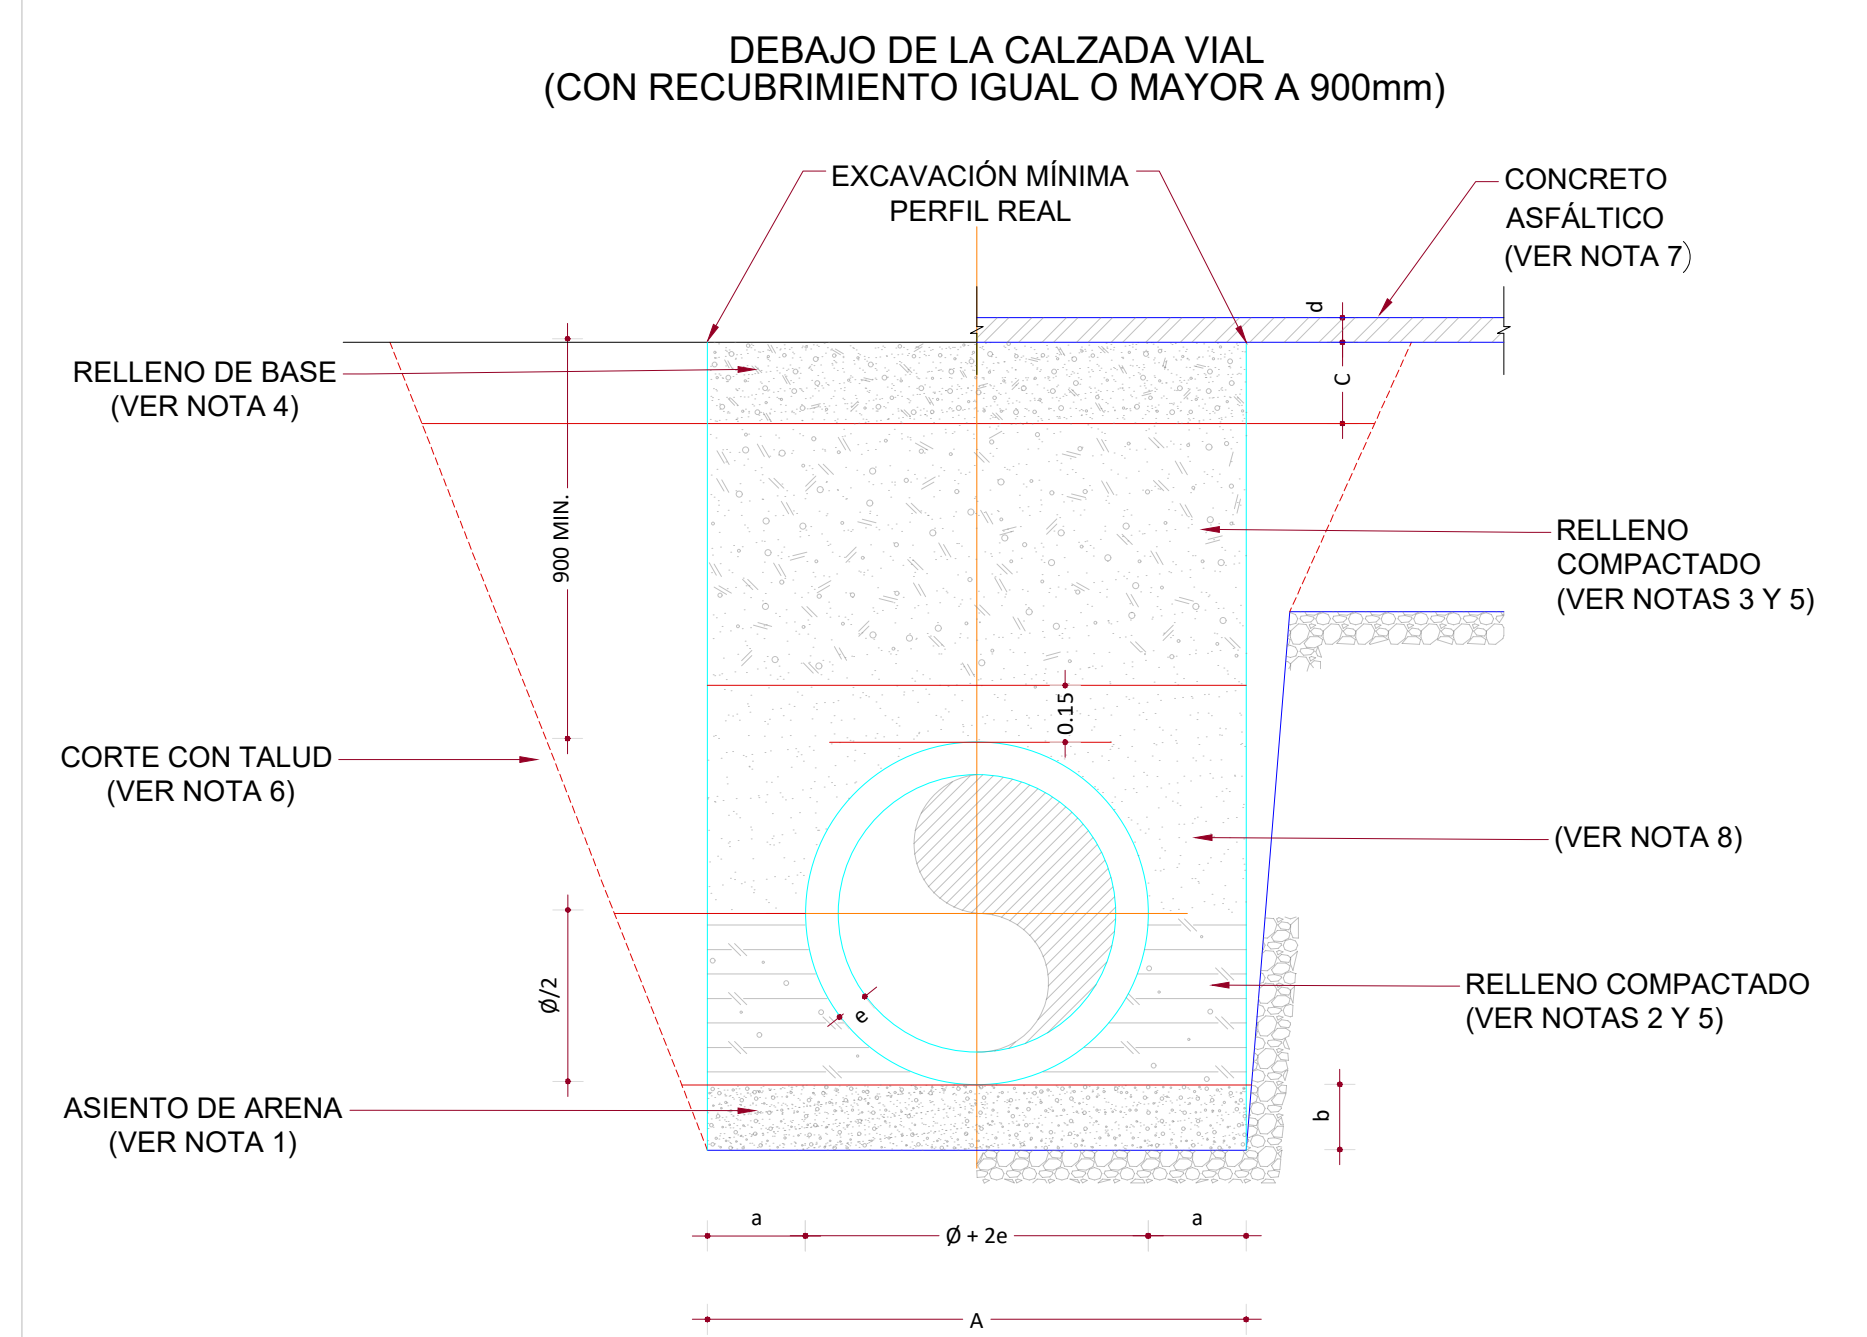 DEBAJO DE LA CALZADA VIAL
(CON RECUBRIMIENTO IGUAL O MAYOR A 900mm)
EXCAVACIÓN MÍNIMA
PERFIL REAL
CONCRETO
ASFÁLTICO
(VER NOTA 7)
d
C
RELLENO DE BASE
(VER NOTA 4)
900 MIN.
RELLENO
COMPACTADO
(VER NOTAS 3 Y 5)
0.15
CORTE CON TALUD
(VER NOTA 6)
(VER NOTA 8)
Ø/2
e
RELLENO COMPACTADO
(VER NOTAS 2 Y 5)
ASIENTO DE ARENA
(VER NOTA 1)
b
a
Ø + 2e
a
A